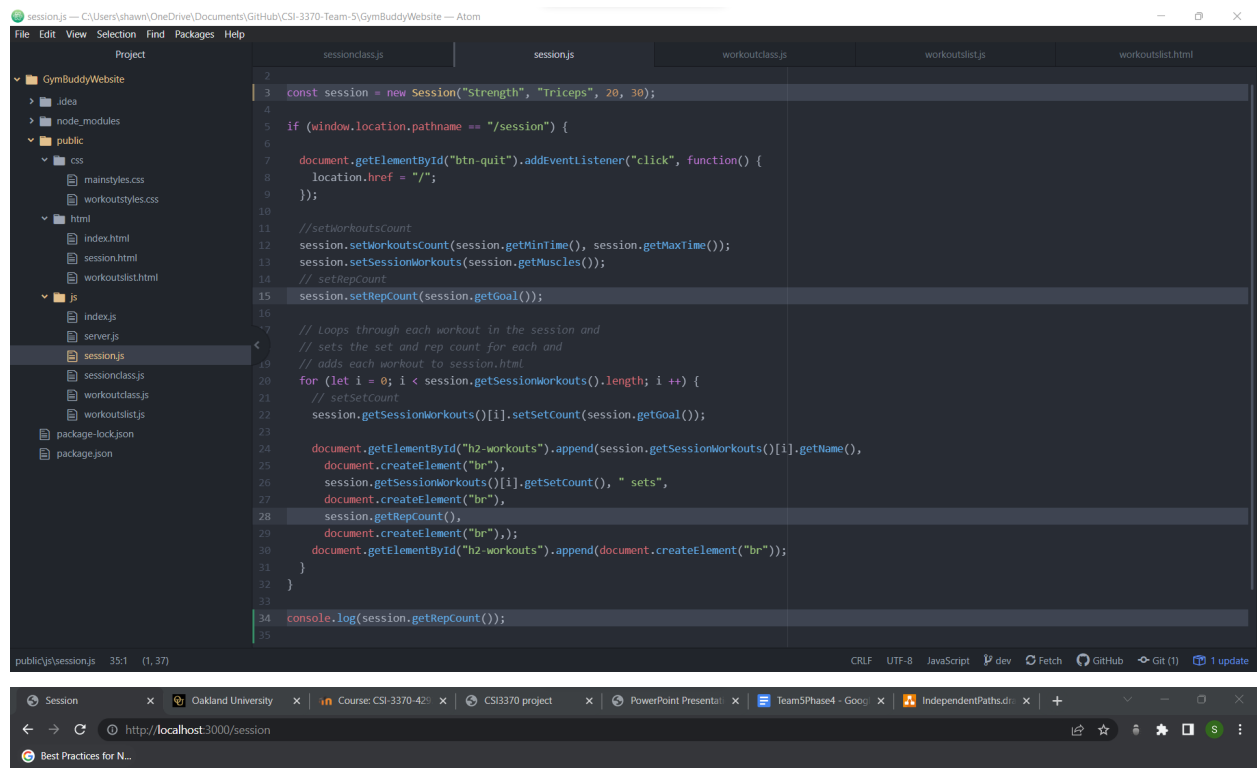 session.js — C:\Users\shawn\OneDrive\Documents\GitHub\CSI-3370-Team-5\GymBuddyWebsite — Atom
File Edit View Selection Find Packages Help
Project
sessionclass.js session.js workoutclass.js workoutslist.js workoutslist.html
GymBuddyWebsite
.idea
node_modules
public
css
mainstyles.css
workoutstyles.css
html
index.html
session.html
workoutslist.html
js
index.js
server.js
session.js
sessionclass.js
workoutclass.js
workoutslist.js
package-lock.json
package.json
2
3 const session = new Session("Strength", "Triceps", 20, 30);
4
5 if (window.location.pathname == "/session") {
6
7 document.getElementById("btn-quit").addEventListener("click", function() {
8 location.href = "/";
9 });
10
11 //setWorkoutsCount
12 session.setWorkoutsCount(session.getMinTime(), session.getMaxTime());
13 session.setSessionWorkouts(session.getMuscles());
14 // setRepCount
15 session.setRepCount(session.getGoal());
16
17 // Loops through each workout in the session and
// sets the set and rep count for each and
19 // adds each workout to session.html
20 for (let i = 0; i < session.getSessionWorkouts().length; i ++) {
21 // setSetCount
22 session.getSessionWorkouts()[i].setSetCount(session.getGoal());
23
24 document.getElementById("h2-workouts").append(session.getSessionWorkouts()[i].getName(),
25 document.createElement("br"),
26 session.getSessionWorkouts()[i].getSetCount(), " sets",
27 document.createElement("br"),
28 session.getRepCount(),
29 document.createElement("br"),);
30 document.getElementById("h2-workouts").append(document.createElement("br"));
31 }
32 }
33
34 console.log(session.getRepCount());
35
public\js\session.js 35:1 (1, 37) CRLF UTF-8 JavaScript dev Fetch GitHub Git (1) 1 update
Session Oakland University Course: CSI-3370-429 CSI3370 project PowerPoint Presentati Team5Phase4 - Goog IndependentPaths.dr
http://localhost:3000/session S
Best Practices for N...